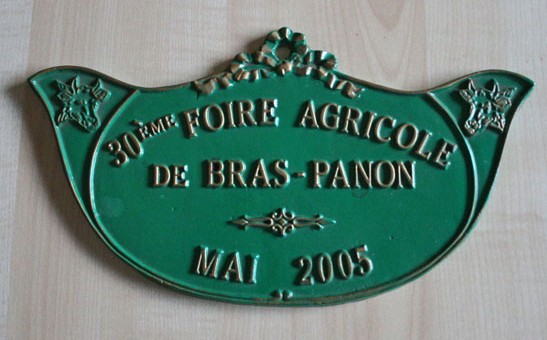 30ÈME FOIRE AGRICOLE
DE BRAS-PANON
MAI 2005